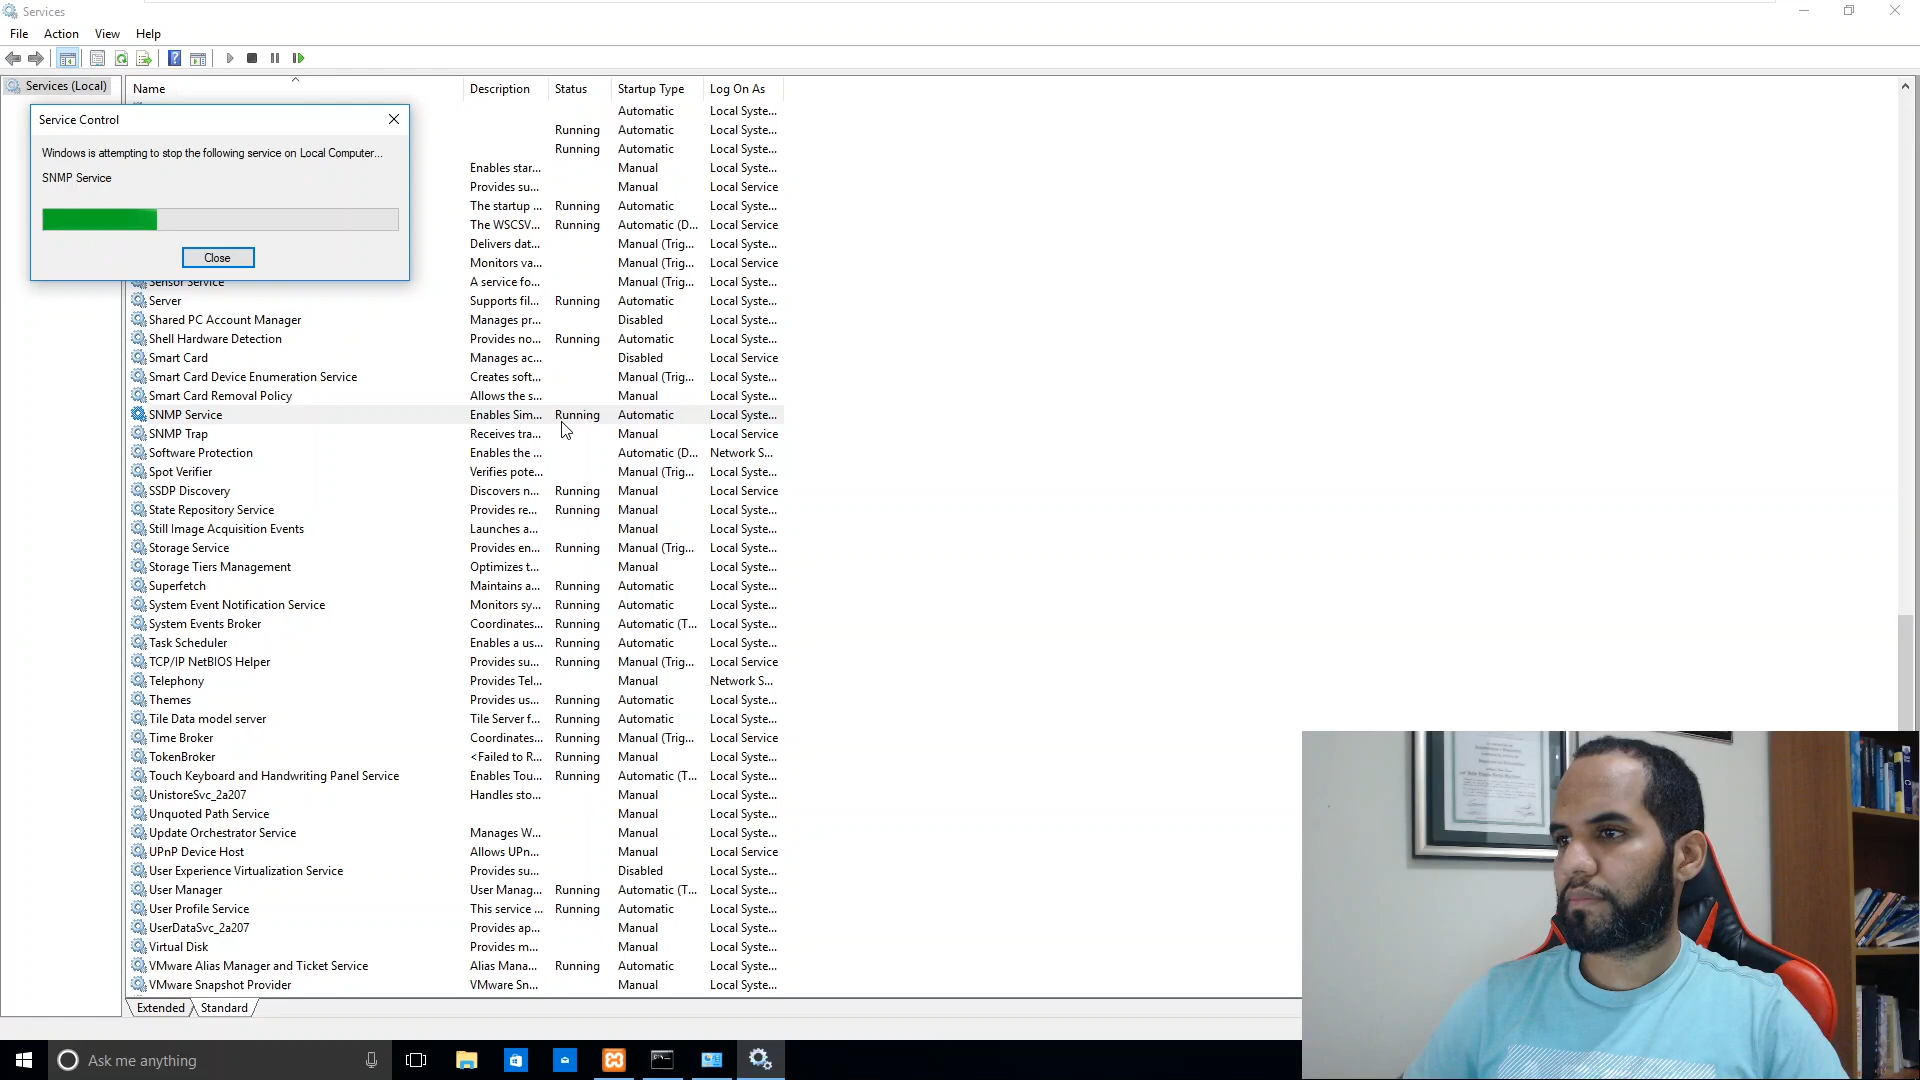 Services
File Action View Help
Services (Local)
Name Description Status Startup Type Log On As
Service Control
Windows is attempting to stop the following service on Local Computer...
SNMP Service
Close
Automatic Local Syste...
Running Automatic Local Syste...
Running Automatic Local Syste...
Enables star... Manual Local Syste...
Provides su... Manual Local Service
The startup ... Running Automatic Local Syste...
The WSCSV... Running Automatic (D... Local Service
Delivers dat... Manual (Trig... Local Syste...
Monitors va... Manual (Trig... Local Service
Sensor Service A service fo... Manual (Trig... Local Syste...
Server Supports fil... Running Automatic Local Syste...
Shared PC Account Manager Manages pr... Disabled Local Syste...
Shell Hardware Detection Provides no... Running Automatic Local Syste...
Smart Card Manages ac... Disabled Local Service
Smart Card Device Enumeration Service Creates soft... Manual (Trig... Local Syste...
Smart Card Removal Policy Allows the s... Manual Local Syste...
SNMP Service Enables Sim... Running Automatic Local Syste...
SNMP Trap Receives tra... Manual Local Service
Software Protection Enables the ... Automatic (D... Network S...
Spot Verifier Verifies pote... Manual (Trig... Local Syste...
SSDP Discovery Discovers n... Running Manual Local Service
State Repository Service Provides re... Running Manual Local Syste...
Still Image Acquisition Events Launches a... Manual Local Syste...
Storage Service Provides en... Running Manual (Trig... Local Syste...
Storage Tiers Management Optimizes t... Manual Local Syste...
Superfetch Maintains a... Running Automatic Local Syste...
System Event Notification Service Monitors sy... Running Automatic Local Syste...
System Events Broker Coordinates... Running Automatic (T... Local Syste...
Task Scheduler Enables a us... Running Automatic Local Syste...
TCP/IP NetBIOS Helper Provides su... Running Manual (Trig... Local Service
Telephony Provides Tel... Manual Network S...
Themes Provides us... Running Automatic Local Syste...
Tile Data model server Tile Server f... Running Automatic Local Syste...
Time Broker Coordinates... Running Manual (Trig... Local Service
TokenBroker <Failed to R... Running Manual Local Syste...
Touch Keyboard and Handwriting Panel Service Enables Tou... Running Automatic (T... Local Syste...
UnistoreSvc_2a207 Handles sto... Manual Local Syste...
Unquoted Path Service Manual Local Syste...
Update Orchestrator Service Manages W... Manual Local Syste...
UPnP Device Host Allows UPn... Manual Local Service
User Experience Virtualization Service Provides su... Disabled Local Syste...
User Manager User Manag... Running Automatic (T... Local Syste...
User Profile Service This service ... Running Automatic Local Syste...
UserDataSvc_2a207 Provides ap... Manual Local Syste...
Virtual Disk Provides m... Manual Local Syste...
VMware Alias Manager and Ticket Service Alias Mana... Running Automatic Local Syste...
VMware Snapshot Provider VMware Sn... Manual Local Syste...
Extended Standard
Ask me anything